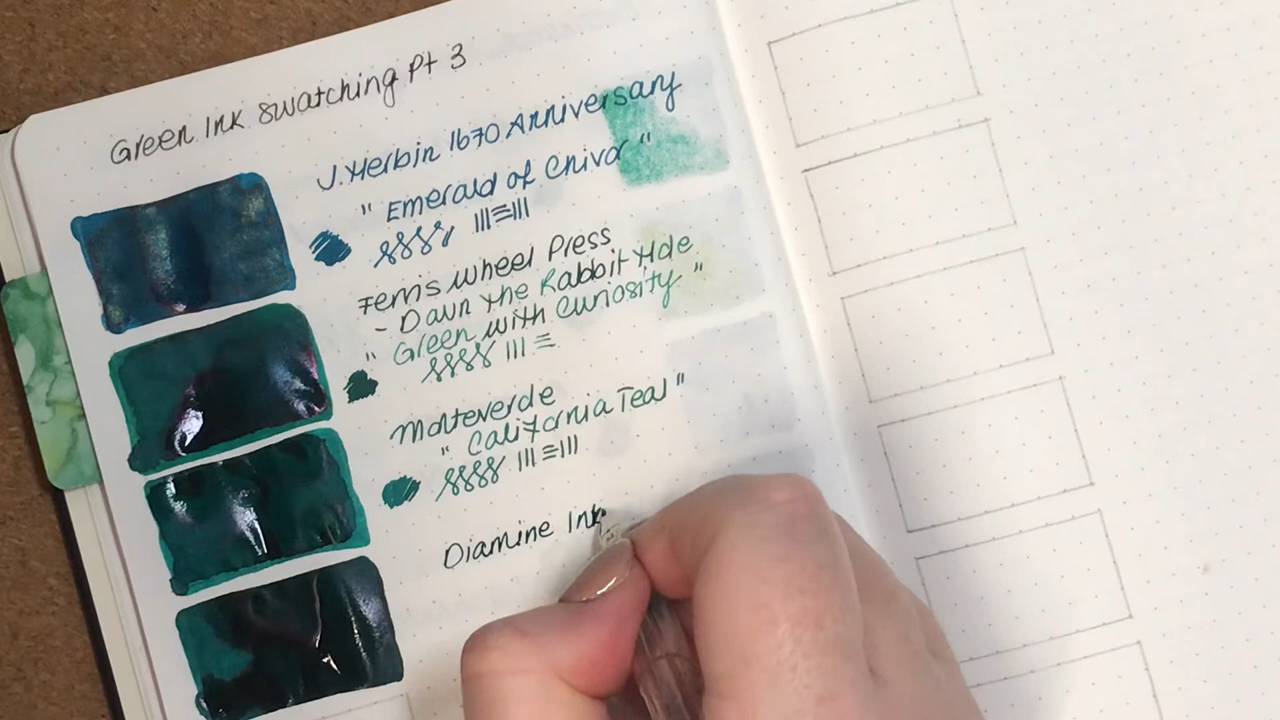 Green Ink Swatching Pt 3
J. Herbin 1670 Anniversary
" Emerald of Chivor "
Ferris Wheel Press
- Down the Rabbit Hole
" Green with Curiosity "
Monteverde
" California Teal "
Diamine Ink